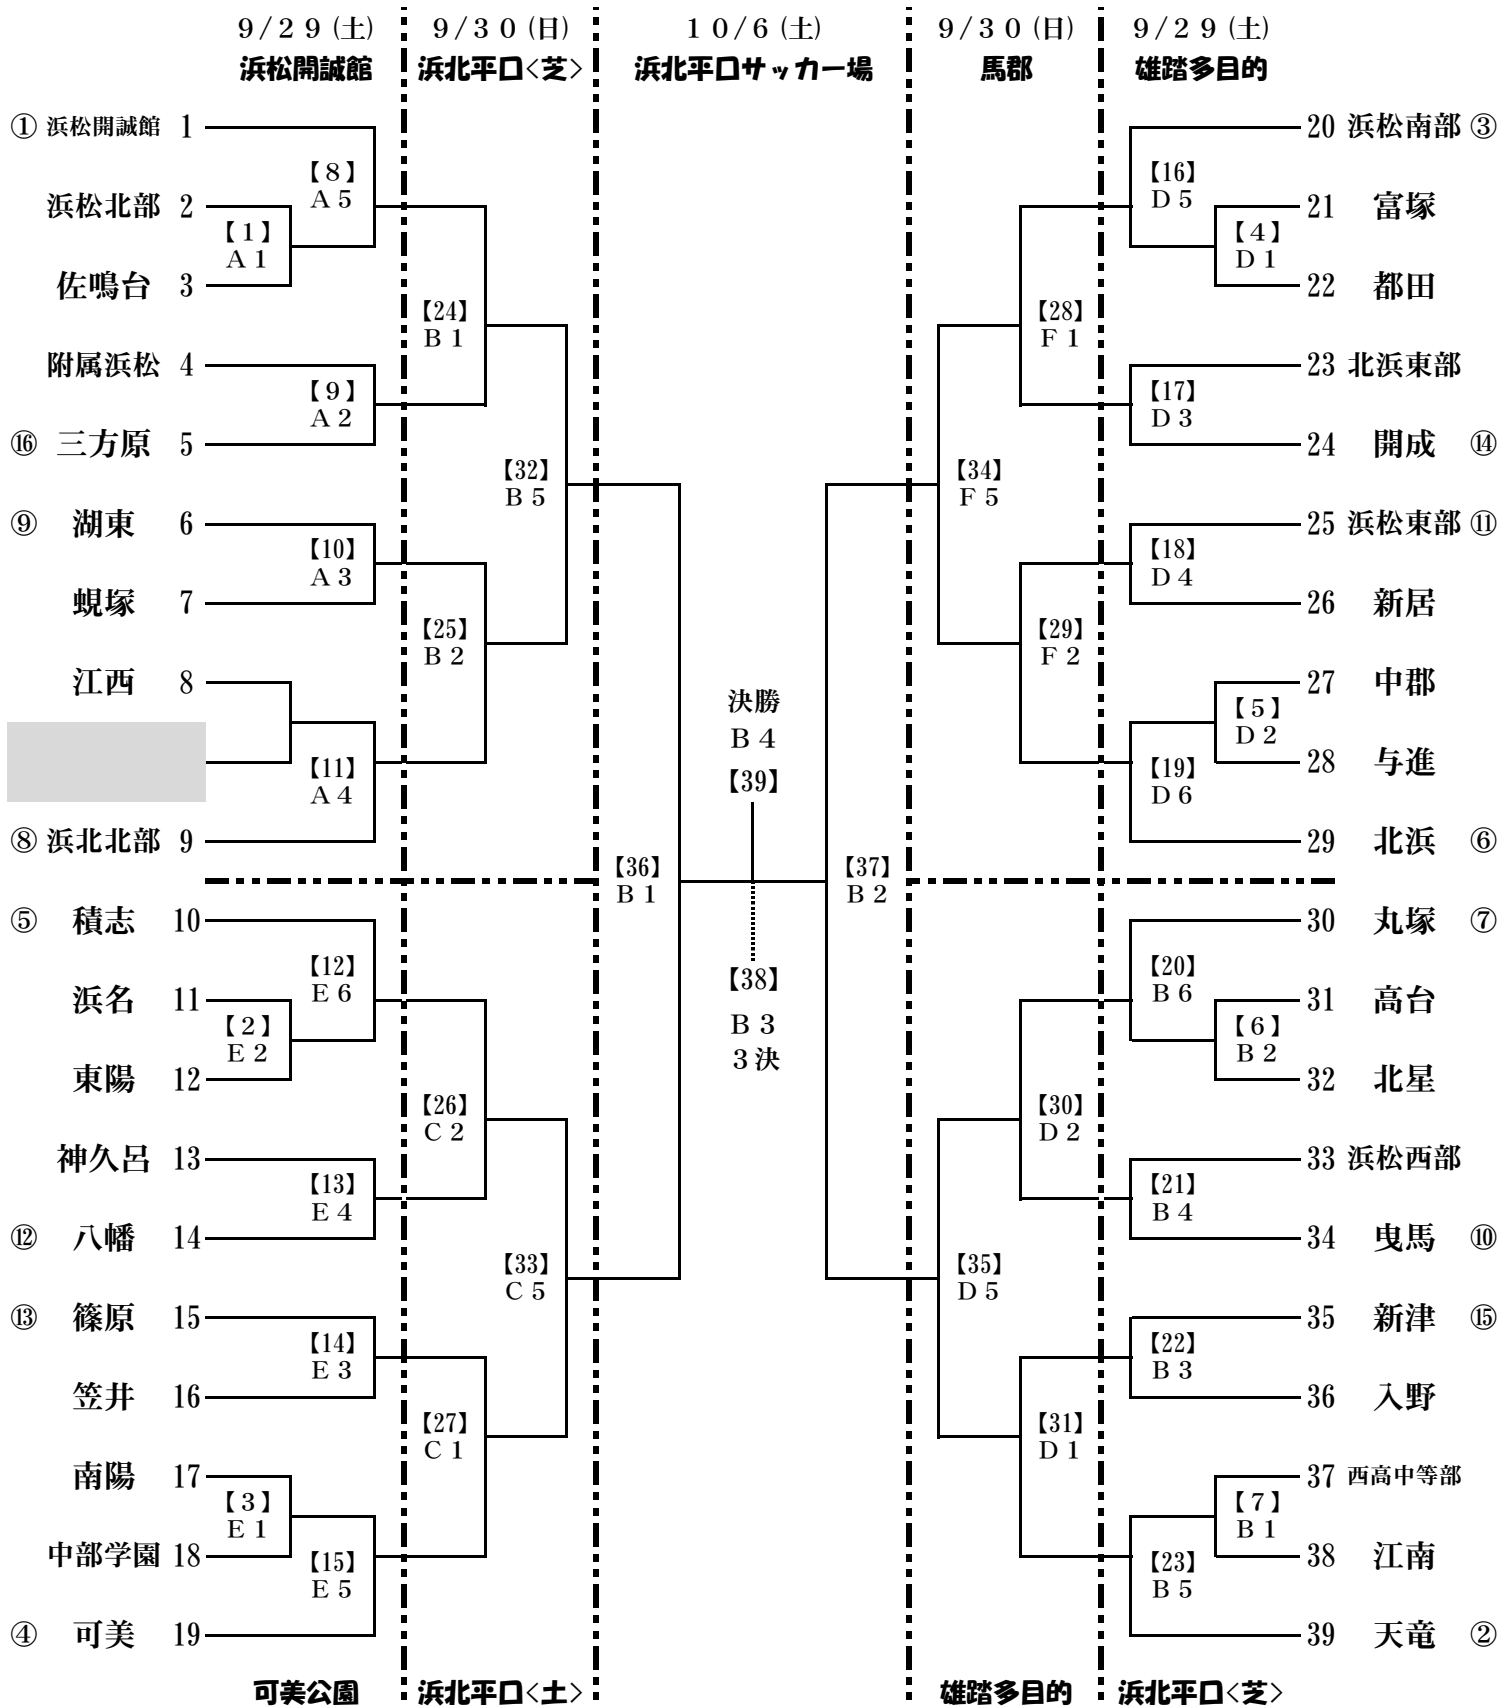 9/29(土) 9/30(日) 10/6(土) 9/30(日) 9/29(土)
浜松開誠館 浜北平口<芝> 浜北平口サッカー場 馬郡 雄踏多目的
① 浜松開誠館 1
浜松北部 2
佐鳴台 3
附属浜松 4
⑯ 三方原 5
⑨ 湖東 6
蜆塚 7
江西 8
⑧ 浜北北部 9
⑤ 積志 10
浜名 11
東陽 12
神久呂 13
⑫ 八幡 14
⑬ 篠原 15
笠井 16
南陽 17
中部学園 18
④ 可美 19
【8】
A5
【1】
A1
【9】
A2
【10】
A3
【11】
A4
【12】
E6
【2】
E2
【13】
E4
【14】
E3
【3】
E1
【15】
E5
【24】
B1
【32】
B5
【25】
B2
【26】
C2
【33】
C5
【27】
C1
【36】
B1
決勝
B4
【39】
【38】
B3
3決
【37】
B2
【34】
F5
【28】
F1
【29】
F2
【30】
D2
【35】
D5
【31】
D1
【16】
D5
【4】
D1
【17】
D3
【18】
D4
【5】
D2
【19】
D6
【20】
B6
【6】
B2
【21】
B4
【22】
B3
【7】
B1
【23】
B5
20 浜松南部 ③
21 富塚
22 都田
23 北浜東部
24 開成 ⑭
25 浜松東部 ⑪
26 新居
27 中郡
28 与進
29 北浜 ⑥
30 丸塚 ⑦
31 高台
32 北星
33 浜松西部
34 曳馬 ⑩
35 新津 ⑮
36 入野
37 西高中等部
38 江南
39 天竜 ②
可美公園 浜北平口<土> 雄踏多目的 浜北平口<芝>